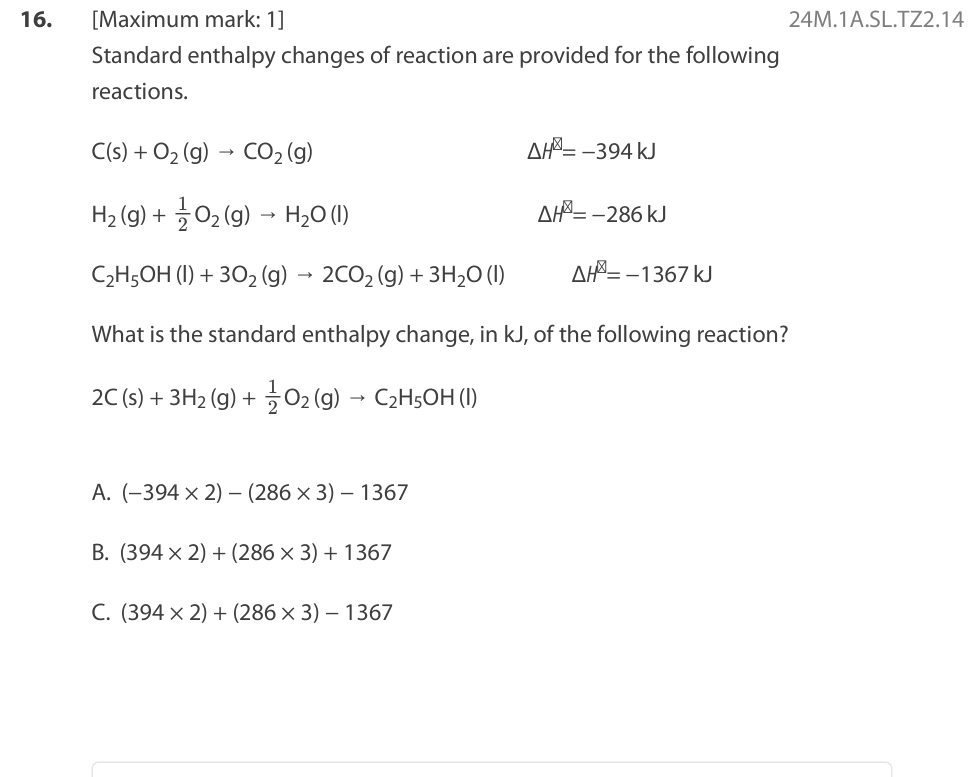 16. [Maximum mark: 1] 24M.1A.SL.TZ2.14
Standard enthalpy changes of reaction are provided for the following
reactions.
C(s) + O₂ (g) → CO₂ (g) ΔH⊠= −394 kJ
H₂ (g) + ½ O₂ (g) → H₂O (l) ΔH⊠= −286 kJ
C₂H₅OH (l) + 3O₂ (g) → 2CO₂ (g) + 3H₂O (l) ΔH⊠= −1367 kJ
What is the standard enthalpy change, in kJ, of the following reaction?
2C (s) + 3H₂ (g) + ½ O₂ (g) → C₂H₅OH (l)
A. (−394 × 2) − (286 × 3) − 1367
B. (394 × 2) + (286 × 3) + 1367
C. (394 × 2) + (286 × 3) − 1367